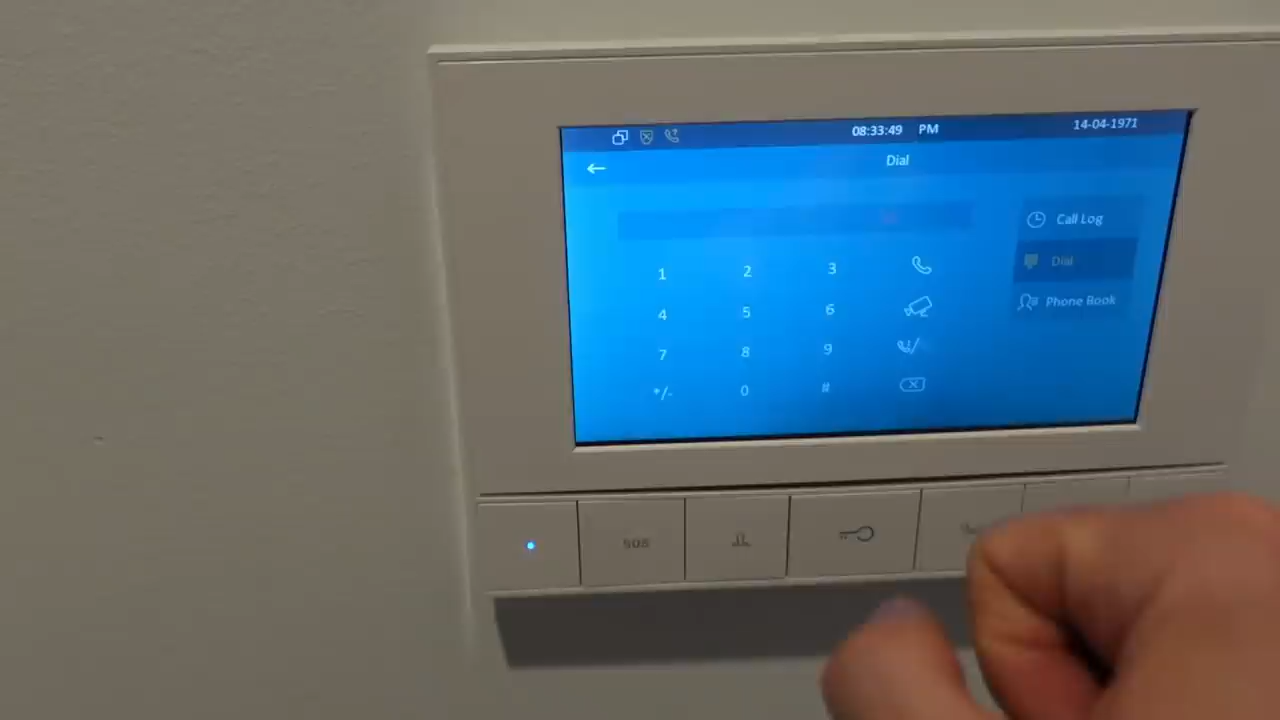 08:33:49 PM 14-04-1971
Dial
Call Log
1 2 3
Dial
4 5 6
Phone Book
7 8 9
*/- 0 #
SOS